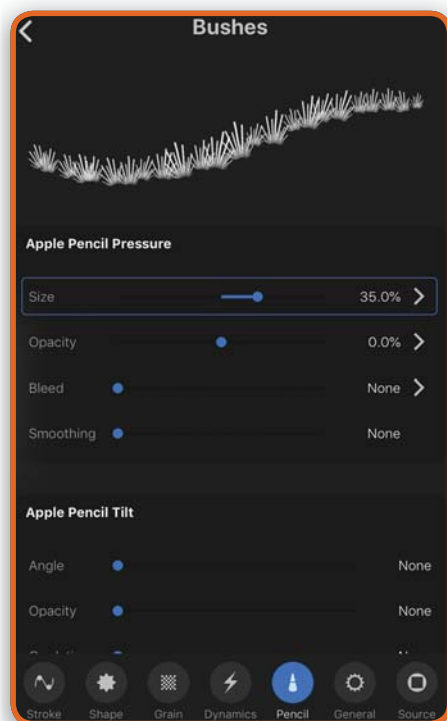 Bushes
Apple Pencil Pressure
Size 35.0%
Opacity 0.0%
Bleed None
Smoothing None
Apple Pencil Tilt
Angle None
Opacity None
Stroke Shape Grain Dynamics Pencil General Source